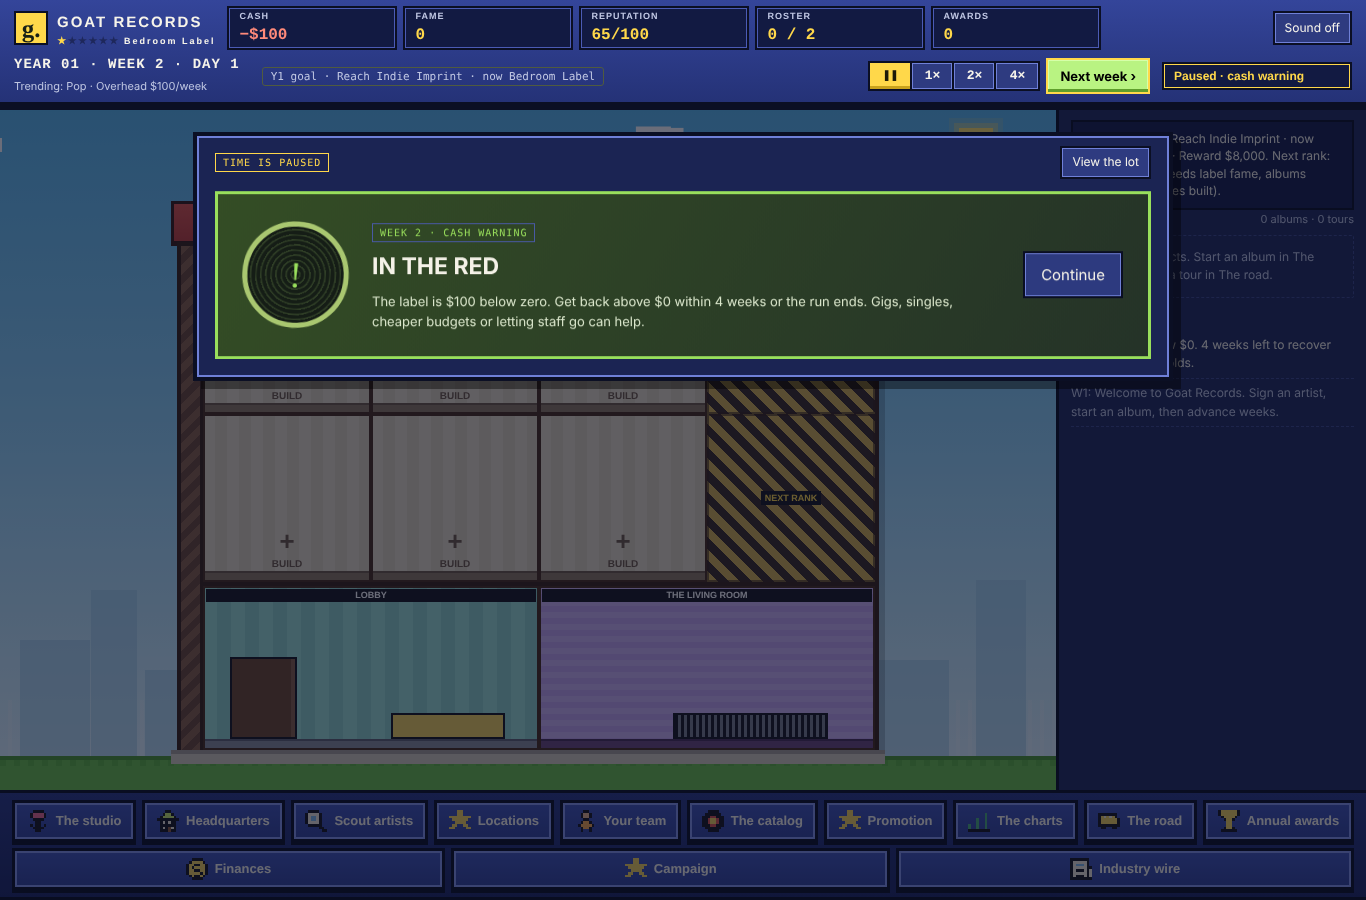 g.
GOAT RECORDS
Bedroom Label
CASH
−$100
FAME
0
REPUTATION
65/100
ROSTER
0 / 2
AWARDS
0
Sound off
YEAR 01 · WEEK 2 · DAY 1
Trending: Pop · Overhead $100/week
Y1 goal · Reach Indie Imprint · now Bedroom Label
1×
2×
4×
Next week ›
Paused · cash warning
TIME IS PAUSED
View the lot
WEEK 2 · CASH WARNING
!
IN THE RED
The label is $100 below zero. Get back above $0 within 4 weeks or the run ends. Gigs, singles,
cheaper budgets or letting staff go can help.
Continue
Reach Indie Imprint · now
Reward $8,000. Next rank:
label fame, albums
built).
0 albums · 0 tours
Start an album in The
tour in The road.
$0. 4 weeks left to recover
W1: Welcome to Goat Records. Sign an artist,
start an album, then advance weeks.
BUILD
BUILD
BUILD
+
BUILD
+
BUILD
+
BUILD
NEXT RANK
LOBBY
THE LIVING ROOM
The studio
Headquarters
Scout artists
Locations
Your team
The catalog
Promotion
The charts
The road
Annual awards
Finances
Campaign
Industry wire